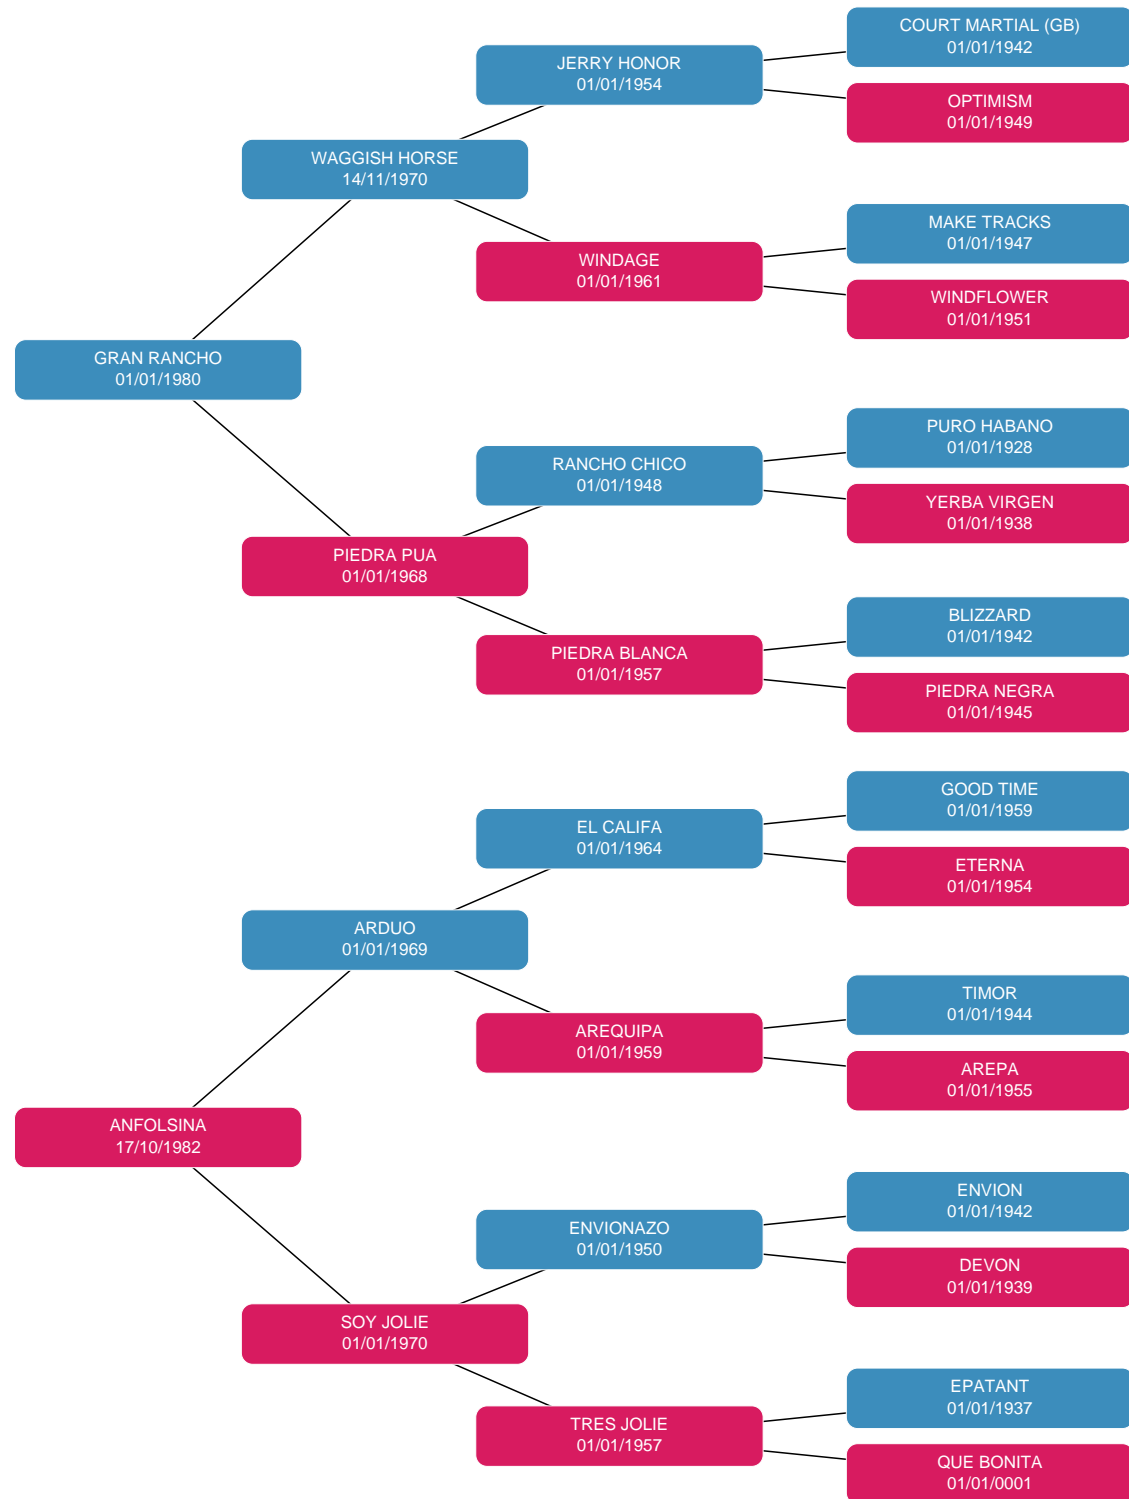 COURT MARTIAL (GB)
01/01/1942
JERRY HONOR
01/01/1954
OPTIMISM
01/01/1949
WAGGISH HORSE
14/11/1970
MAKE TRACKS
01/01/1947
WINDAGE
01/01/1961
WINDFLOWER
01/01/1951
GRAN RANCHO
01/01/1980
PURO HABANO
01/01/1928
RANCHO CHICO
01/01/1948
YERBA VIRGEN
01/01/1938
PIEDRA PUA
01/01/1968
BLIZZARD
01/01/1942
PIEDRA BLANCA
01/01/1957
PIEDRA NEGRA
01/01/1945
GOOD TIME
01/01/1959
EL CALIFA
01/01/1964
ETERNA
01/01/1954
ARDUO
01/01/1969
TIMOR
01/01/1944
AREQUIPA
01/01/1959
AREPA
01/01/1955
ANFOLSINA
17/10/1982
ENVION
01/01/1942
ENVIONAZO
01/01/1950
DEVON
01/01/1939
SOY JOLIE
01/01/1970
EPATANT
01/01/1937
TRES JOLIE
01/01/1957
QUE BONITA
01/01/0001